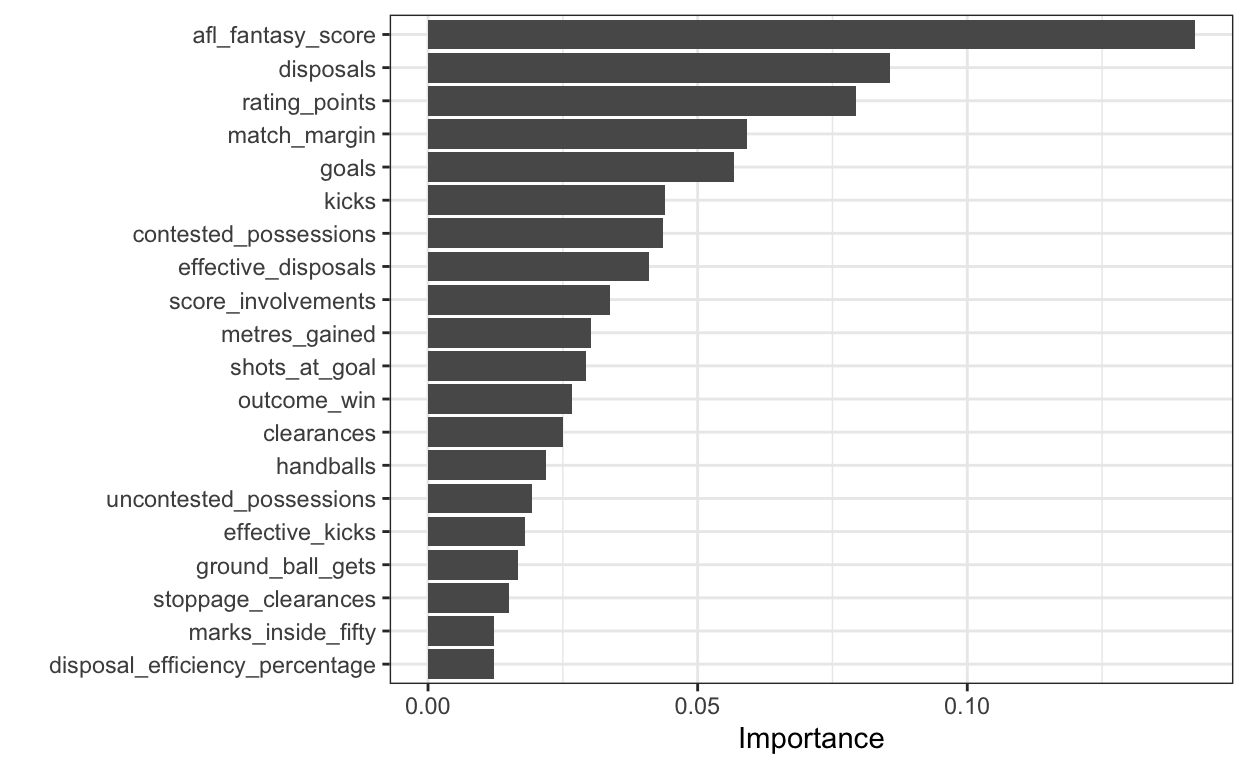 afl_fantasy_score
disposals
rating_points
match_margin
goals
kicks
contested_possessions
effective_disposals
score_involvements
metres_gained
shots_at_goal
outcome_win
clearances
handballs
uncontested_possessions
effective_kicks
ground_ball_gets
stoppage_clearances
marks_inside_fifty
disposal_efficiency_percentage
0.00 0.05 0.10
Importance